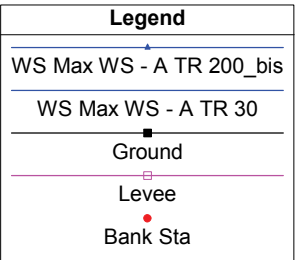 Legend
WS Max WS - A TR 200_bis
WS Max WS - A TR 30
Ground
Levee
Bank Sta